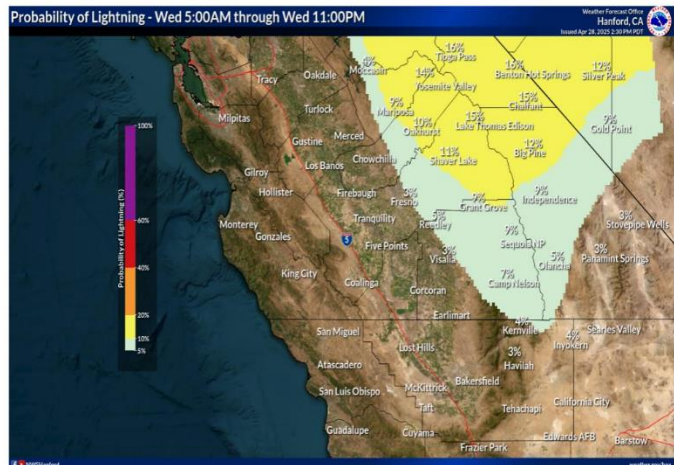 Probability of Lightning - Wed 5:00AM through Wed 11:00PM
Weather Forecast Office
Hanford, CA
Issued Apr 28, 2025 2:30 PM PDT
Probability of Lightning (%)
100%
60%
40%
20%
10%
5%
16%
Tioga Pass
Moccasin
14%
Yosemite Valley
16%
Benton Hot Springs
12%
Silver Peak
Oakdale
Tracy
Turlock
Milpitas
9%
Mariposa
15%
Chalfant
10%
Oakhurst
15%
Lake Thomas Edison
9%
Gold Point
Gustine
Merced
12%
Big Pine
Los Banos
Chowchilla
11%
Shaver Lake
Gilroy
Hollister
Firebaugh
3%
Fresno
9%
Grant Grove
9%
Independence
Monterey
Gonzales
Tranquility
Reedley
9%
Sequoia NP
3%
Stovepipe Wells
5
Five Points
3%
Visalia
5%
Olancha
3%
Panamint Springs
King City
Coalinga
Corcoran
7%
Camp Nelson
Earlimart
4%
Kernville
San Miguel
Lost Hills
4%
Inyokern
Searles Valley
3%
Havilah
Atascadero
San Luis Obispo
McKittrick
Bakersfield
Taft
Tehachapi
California City
Guadalupe
Cuyama
Frazier Park
Edwards AFB
Barstow
NWSHanford
weather.gov/hnx